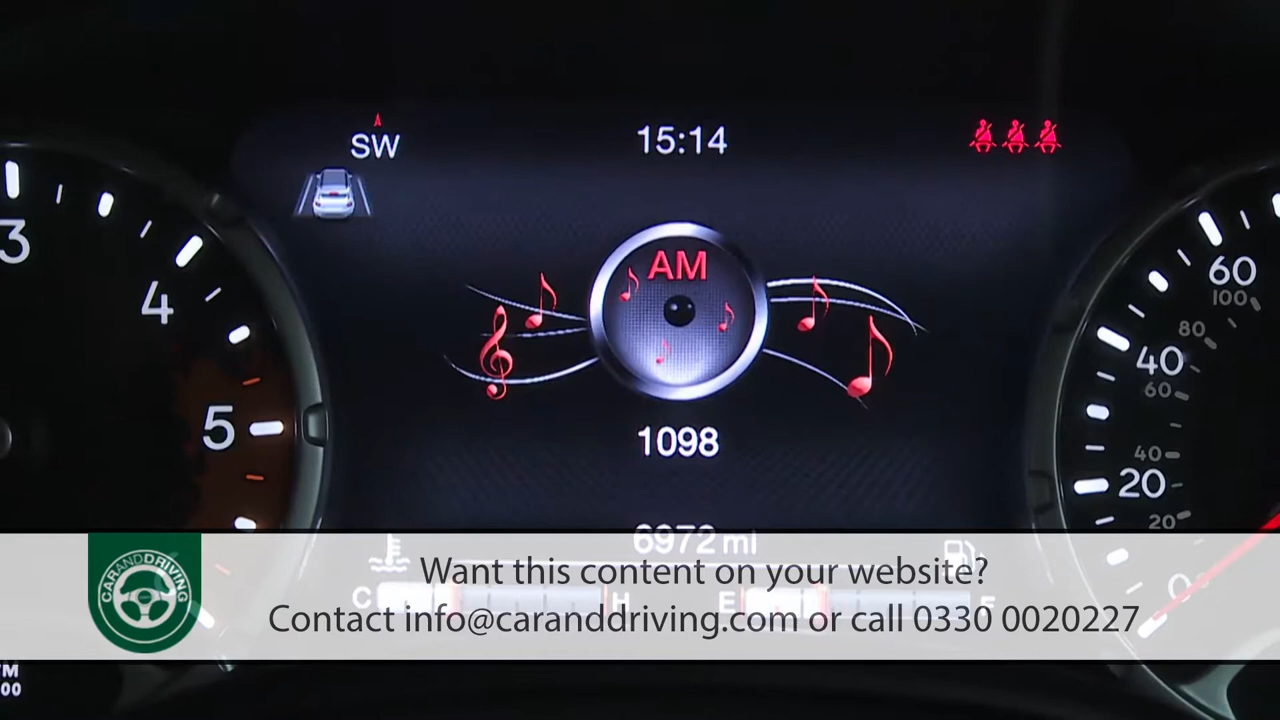 SW
15:14
AM
1098
6972 mi
C
H
E
F
3
4
5
60
100
80
40
60
40
20
20
0
CARANDDRIVING
Want this content on your website?
Contact info@caranddriving.com or call 0330 0020227